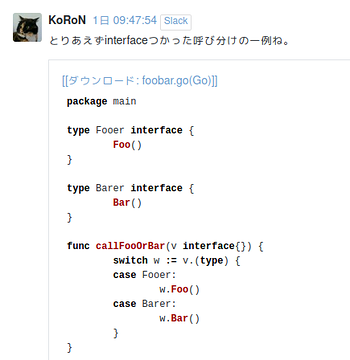 KoRoN 1日 09:47:54 Slack
とりあえずinterfaceつかった呼び分けの一例ね。
[[ダウンロード: foobar.go(Go)]]
package main
type Fooer interface {
Foo()
}
type Barer interface {
Bar()
}
func callFooOrBar(v interface{}) {
switch w := v.(type) {
case Fooer:
w.Foo()
case Barer:
w.Bar()
}
}